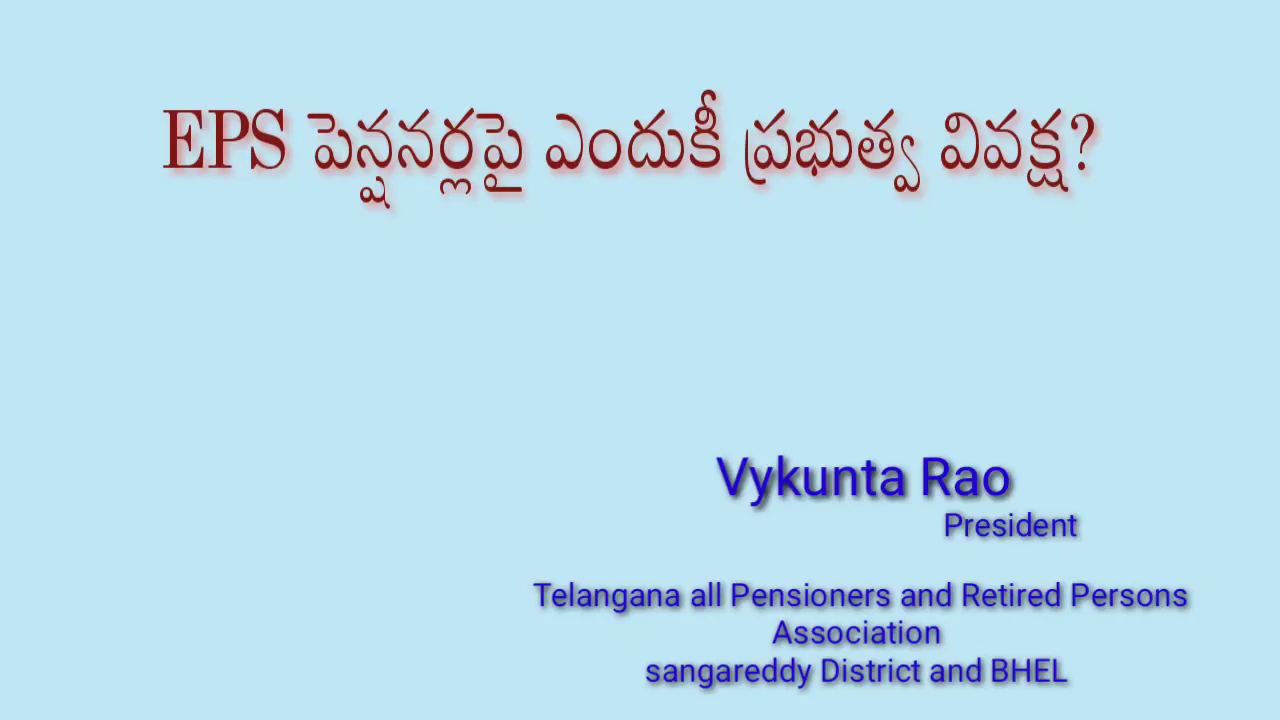 EPS పెన్షనర్లపై ఎందుకీ ప్రభుత్వ వివక్ష?
Vykunta Rao
President
Telangana all Pensioners and Retired Persons
Association
sangareddy District and BHEL